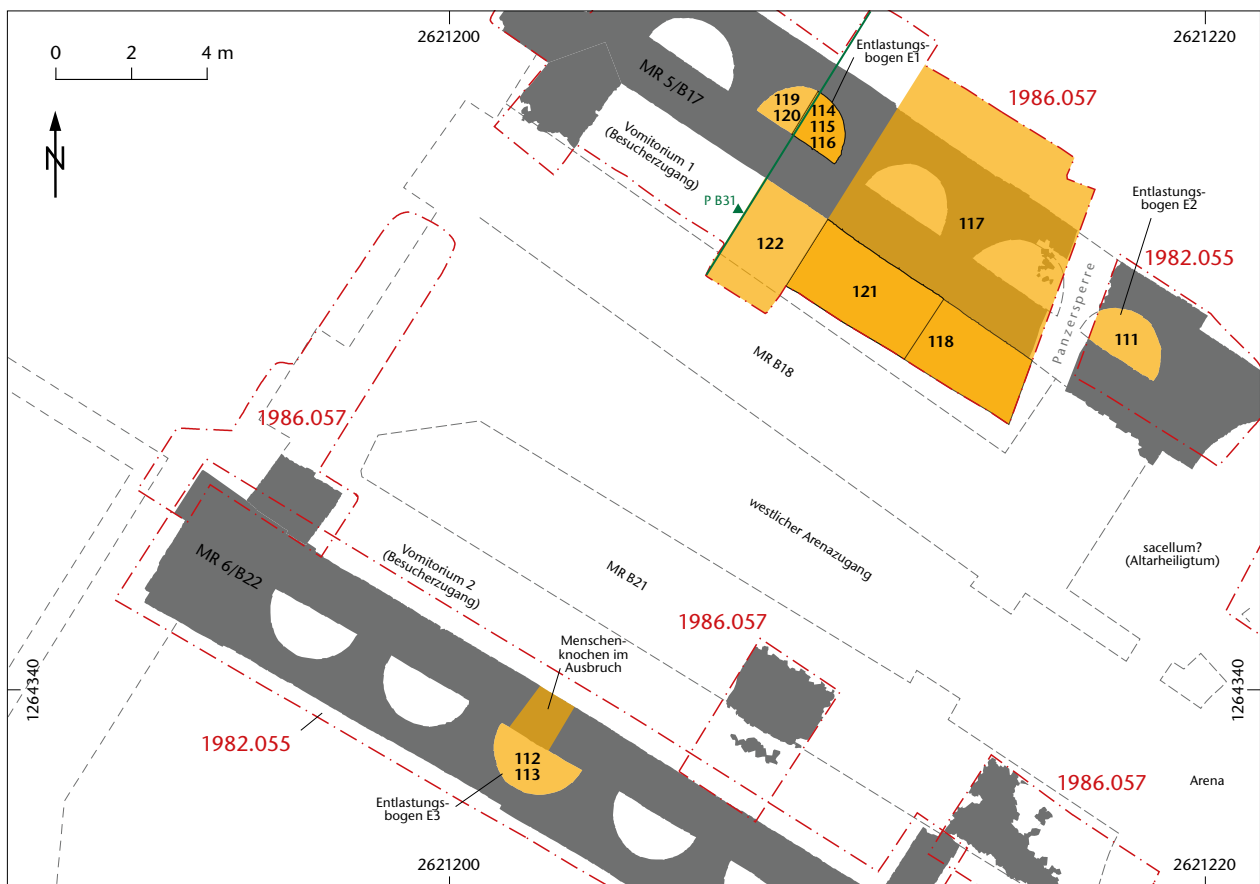 2621200
2621220
0 2 4 m
N
Entlastungs-
bogen E1
MR 5/B17
1986.057
119
120
114
115
116
Vomitorium 1
(Besucherzugang)
P B31
Entlastungs-
bogen E2
117
122
1982.055
Panzersperre
121
118
111
MR B18
1986.057
westlicher Arenazugang
sacellum?
(Altarheiligtum)
MR 6/B22
Vomitorium 2
(Besucherzugang)
MR B21
1986.057
Menschen-
knochen im
Ausbruch
1264340
1264340
1982.055
112
113
Entlastungs-
bogen E3
1986.057
Arena
2621200
2621220